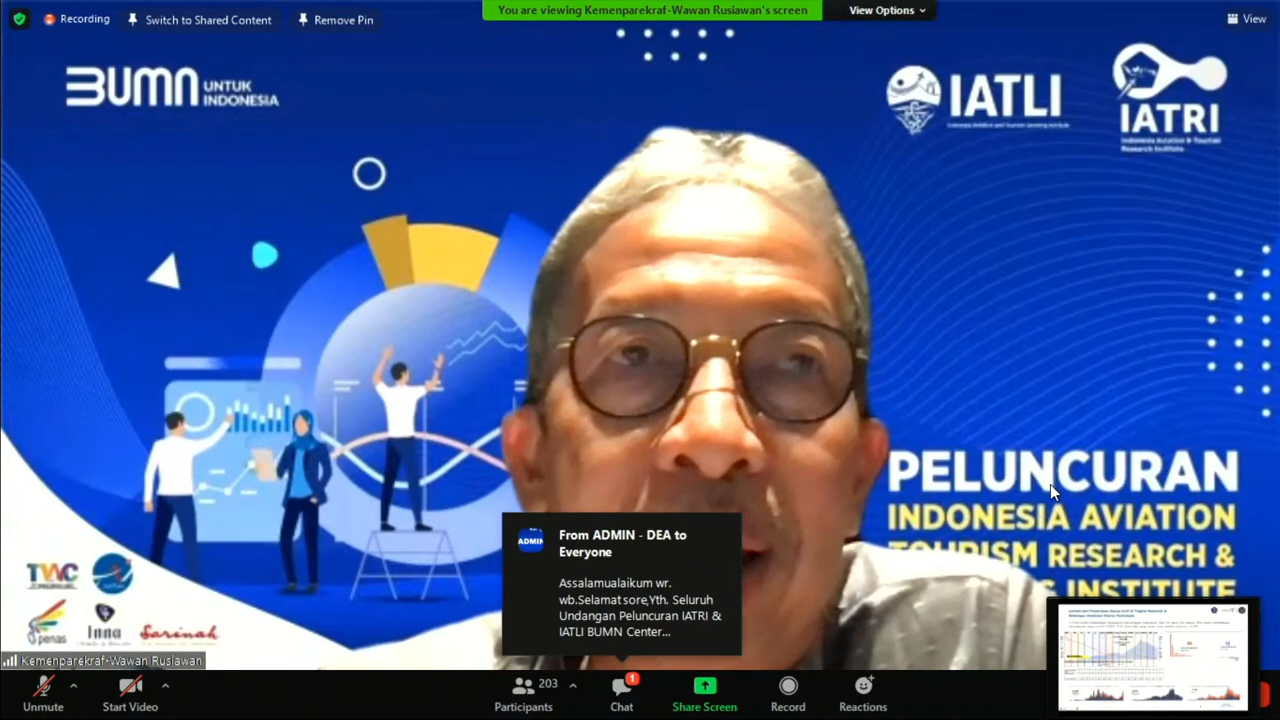 Recording
Switch to Shared Content
Remove Pin
You are viewing Kemenparekraf-Wawan Rusiawan's screen
View Options
View
BUMN UNTUK
INDONESIA
IATLI
IATRI
Indonesia Aviation & Tourism
Research Institute
PELUNCURAN
INDONESIA AVIATION
TOURISM RESEARCH &
INSTITUTE
ADMIN
From ADMIN - DEA to
Everyone
Assalamualaikum wr.
wb.Selamat sore,Yth. Seluruh
Undangan Peluncuran IATRI &
IATLI BUMN Center...
TWC
penas
Inna
Sarinah
Kemenparekraf-Wawan Rusiawan
Unmute
Start Video
203
Participants
1
Chat
Share Screen
Record
Reactions